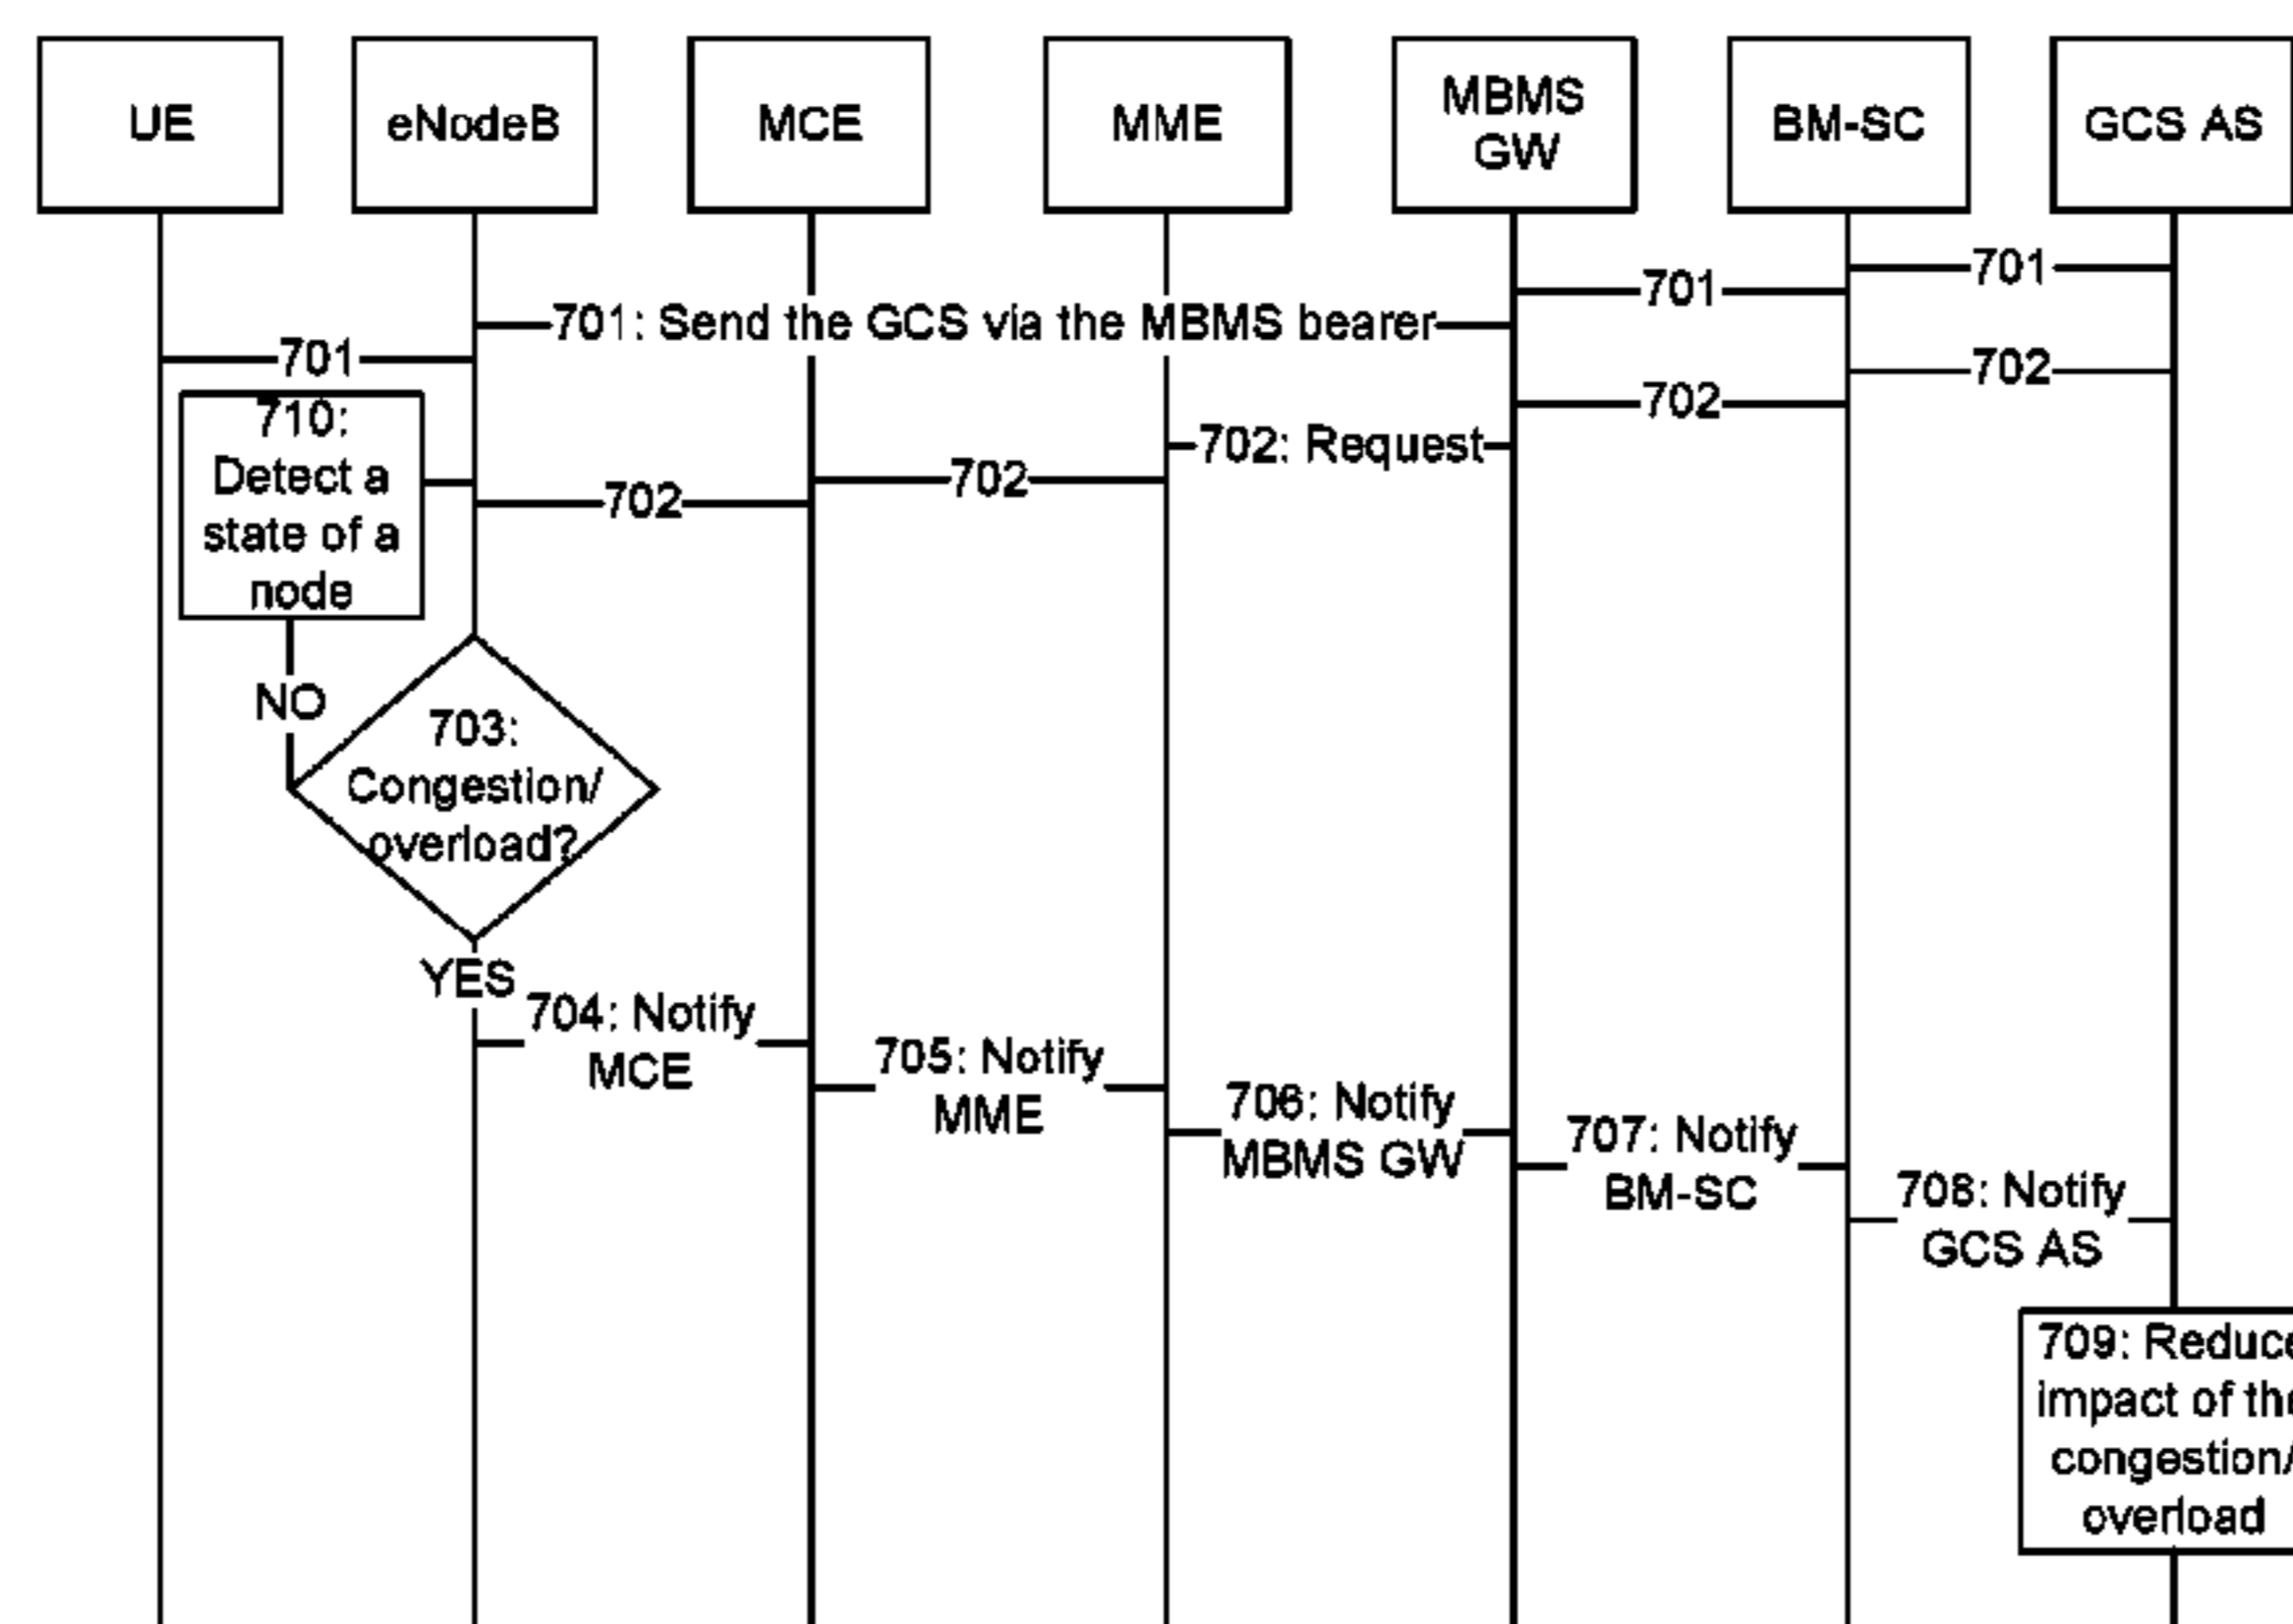 UE
eNodeB
MCE
MME
MBMS
GW
BM-SC
GCS AS
701
701
701: Send the GCS via the MBMS bearer
701
702
702
702: Request
702
702
710:
Detect a
state of a
node
NO
703:
Congestion/
overload?
YES
704: Notify
MCE
705: Notify
MME
706: Notify
MBMS GW
707: Notify
BM-SC
708: Notify
GCS AS
709: Reduce
impact of the
congestion/
overload